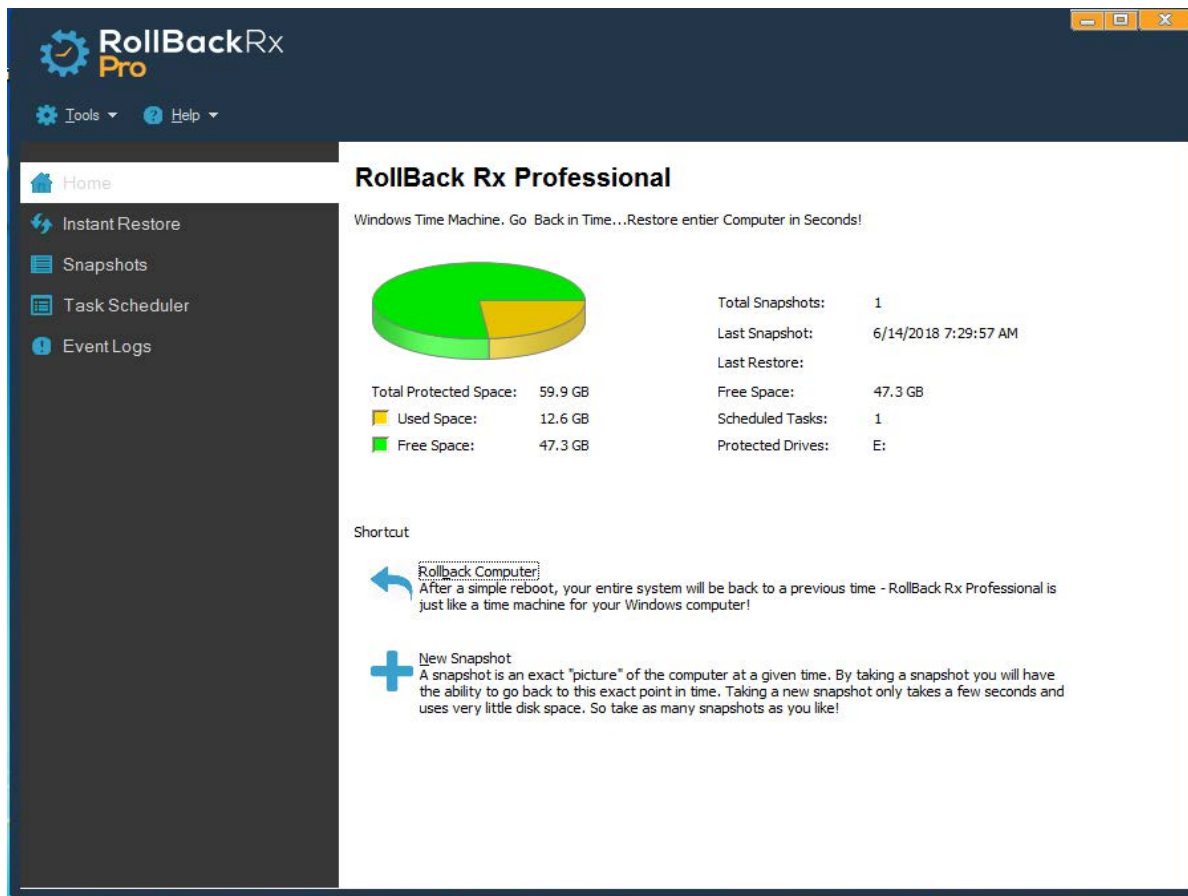 RollBackRx
Pro
Tools
Help
Home
Instant Restore
Snapshots
Task Scheduler
Event Logs
RollBack Rx Professional
Windows Time Machine. Go Back in Time...Restore entier Computer in Seconds!
Total Protected Space: 59.9 GB
Used Space: 12.6 GB
Free Space: 47.3 GB
Total Snapshots: 1
Last Snapshot: 6/14/2018 7:29:57 AM
Last Restore:
Free Space: 47.3 GB
Scheduled Tasks: 1
Protected Drives: E:
Shortcut
Rollback Computer
After a simple reboot, your entire system will be back to a previous time - RollBack Rx Professional is
just like a time machine for your Windows computer!
New Snapshot
A snapshot is an exact "picture" of the computer at a given time. By taking a snapshot you will have
the ability to go back to this exact point in time. Taking a new snapshot only takes a few seconds and
uses very little disk space. So take as many snapshots as you like!